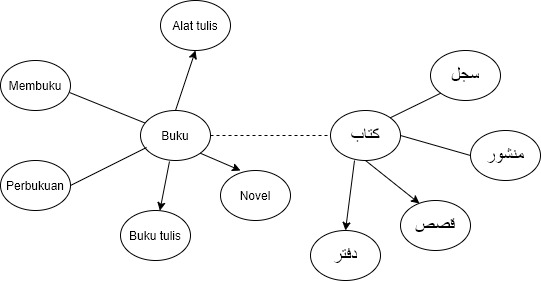 Alat tulis
Membuku
Buku
Perbukuan
Novel
Buku tulis
سجل
كتاب
منشور
قصص
دفتر